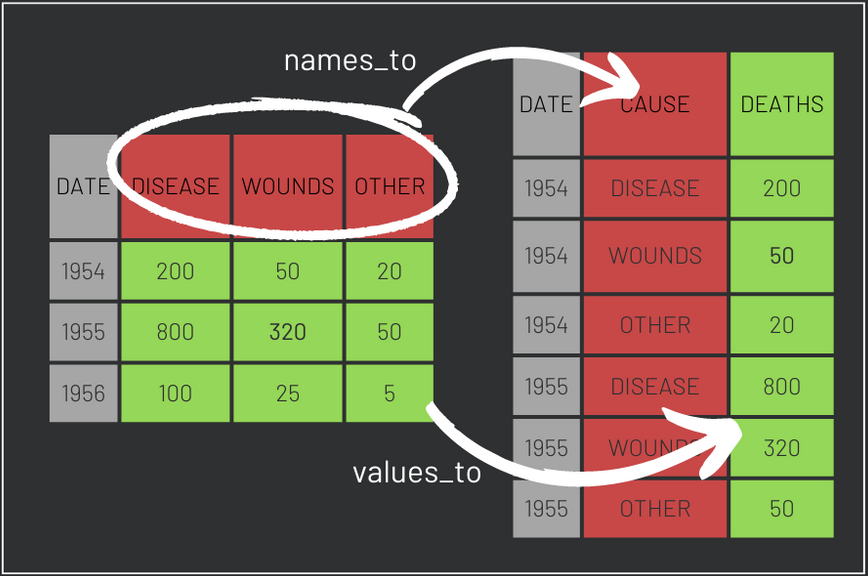 names_to
DATE DISEASE WOUNDS OTHER
1954 200 50 20
1955 800 320 50
1956 100 25 5
values_to
DATE CAUSE DEATHS
1954 DISEASE 200
1954 WOUNDS 50
1954 OTHER 20
1955 DISEASE 800
1955 WOUNDS 320
1955 OTHER 50